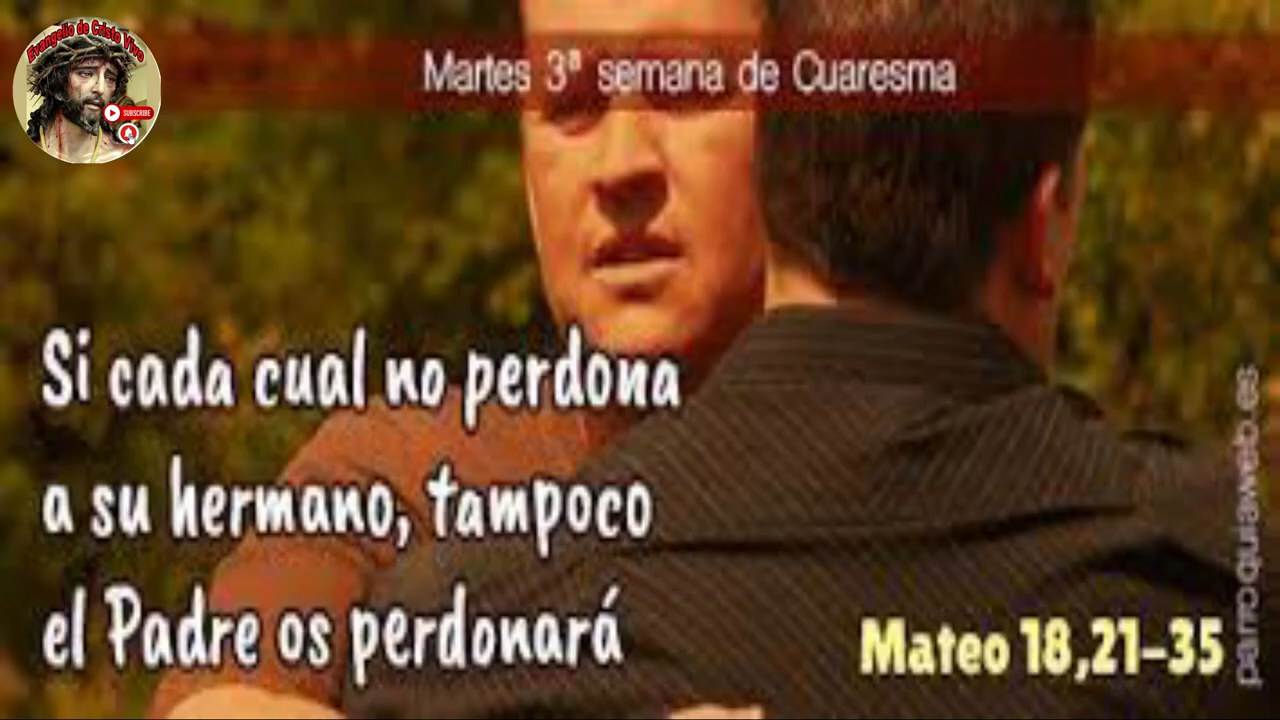 Evangelio de Cristo Vivo
SUBSCRIBE
Martes 3ª semana de Cuaresma
Si cada cual no perdona
a su hermano, tampoco
el Padre os perdonará
Mateo 18,21-35
parroquiaweb.es